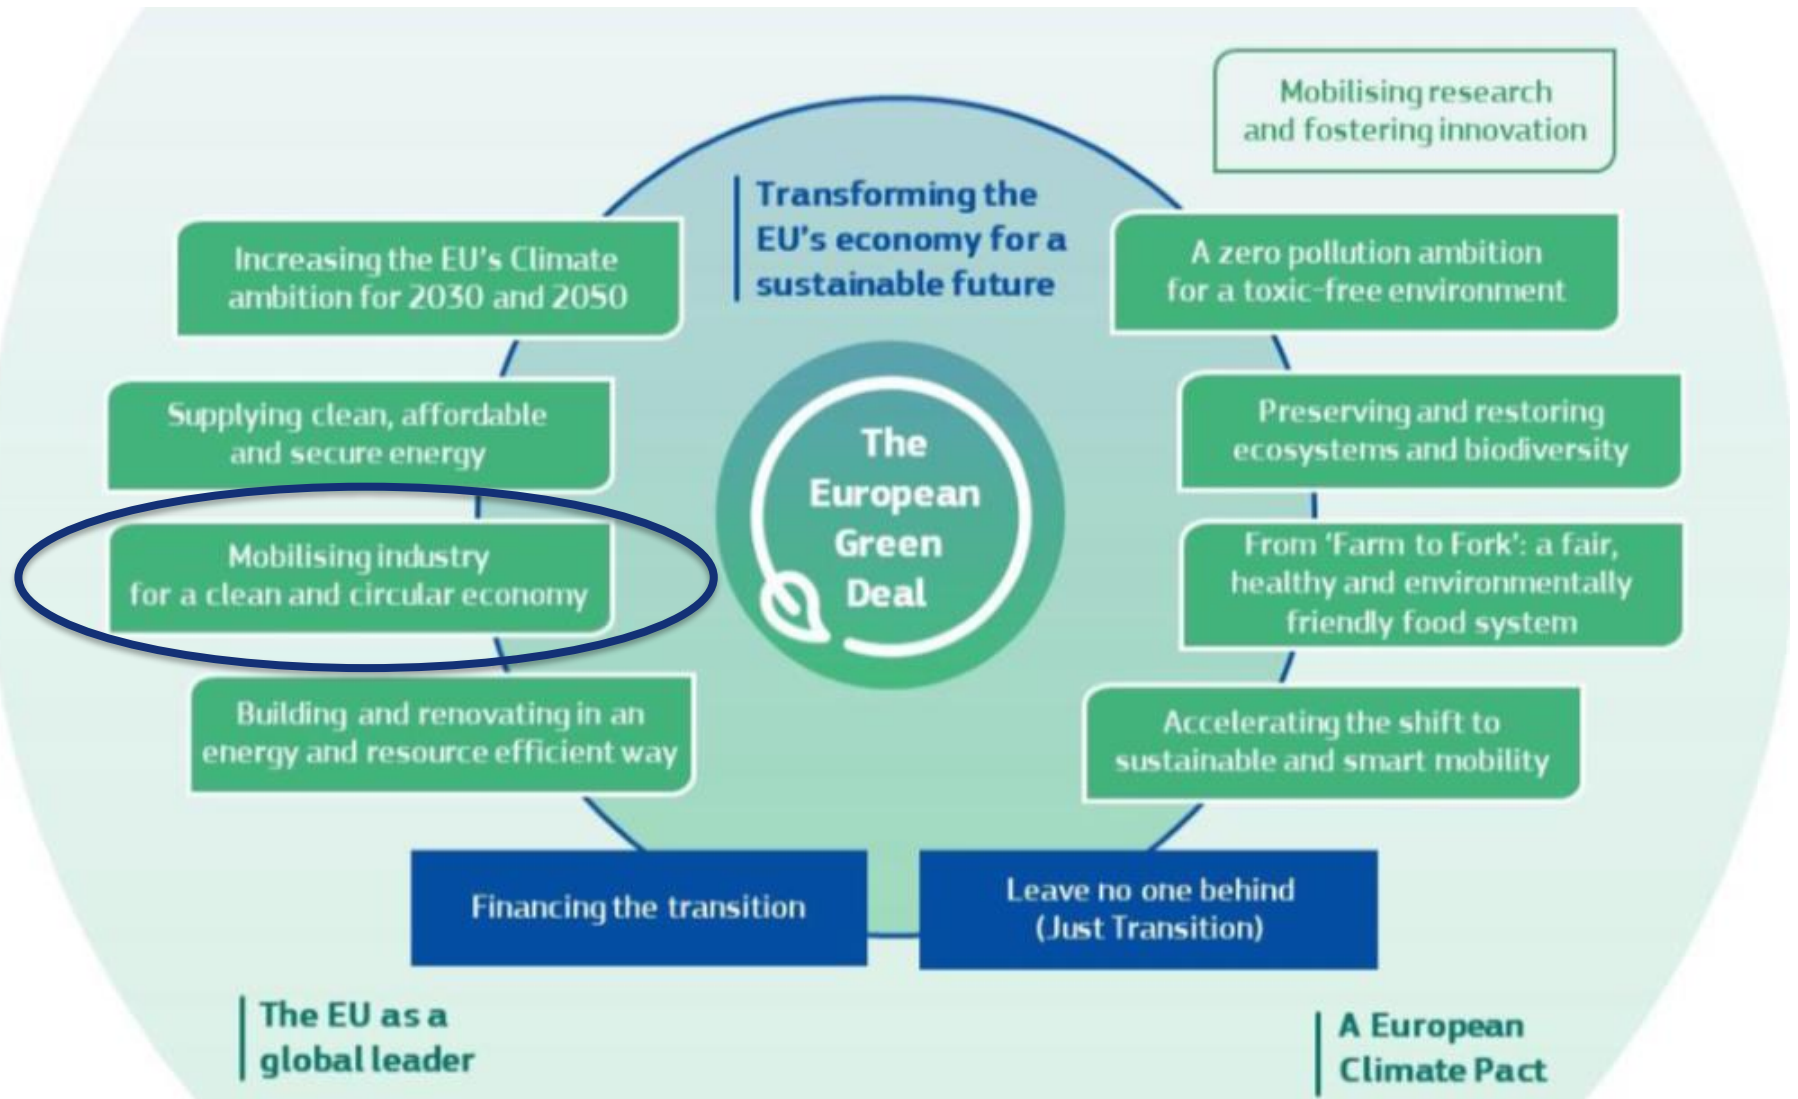 Mobilising research
and fostering innovation
Transforming the
EU's economy for a
sustainable future
Increasing the EU's Climate
ambition for 2030 and 2050
A zero pollution ambition
for a toxic-free environment
Supplying clean, affordable
and secure energy
Preserving and restoring
ecosystems and biodiversity
The
European
Green
Deal
Mobilising industry
for a clean and circular economy
From 'Farm to Fork': a fair,
healthy and environmentally
friendly food system
Building and renovating in an
energy and resource efficient way
Accelerating the shift to
sustainable and smart mobility
Financing the transition
Leave no one behind
(Just Transition)
The EU as a
global leader
A European
Climate Pact